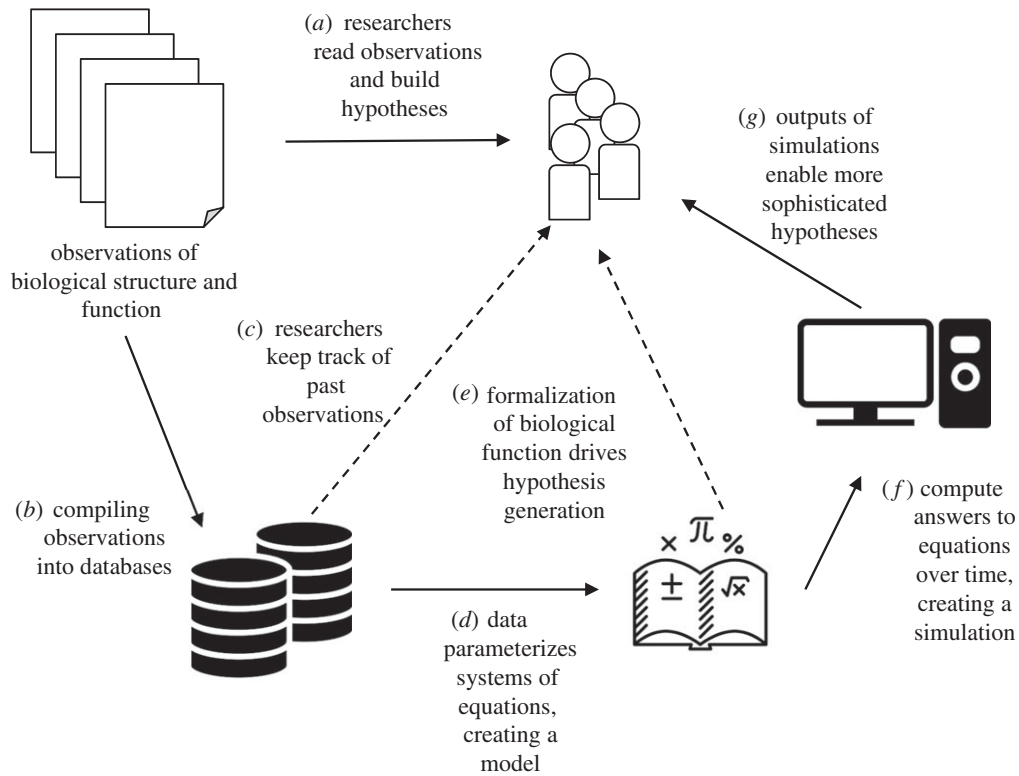 (a) researchers
read observations
and build
hypotheses
(g) outputs of
simulations
enable more
sophisticated
hypotheses
observations of
biological structure and
function
(c) researchers
keep track of
past
observations
(e) formalization
of biological
function drives
hypothesis
generation
(b) compiling
observations
into databases
(f) compute
answers to
equations
over time,
creating a
simulation
× π %
± √x
(d) data
parameterizes
systems of
equations,
creating a
model